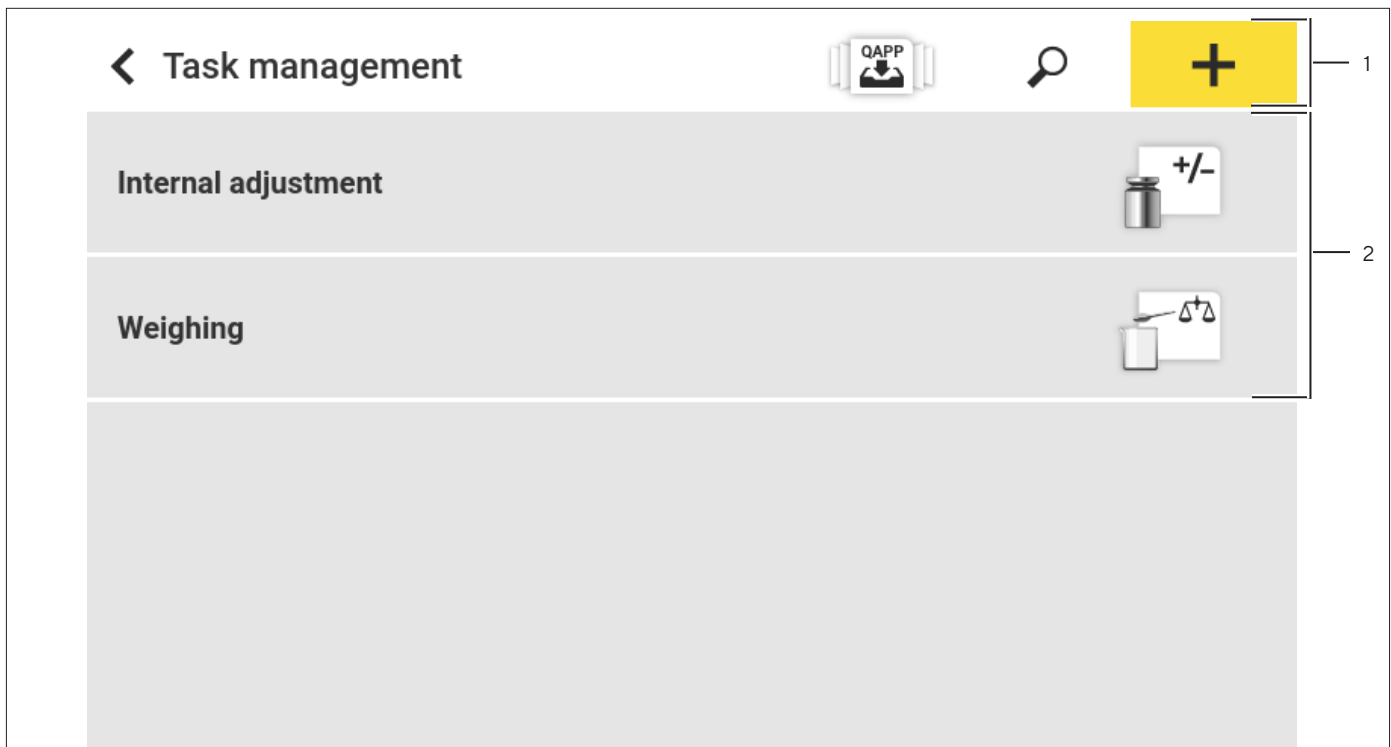 Task management
QAPP
1
Internal adjustment
+/-
2
Weighing